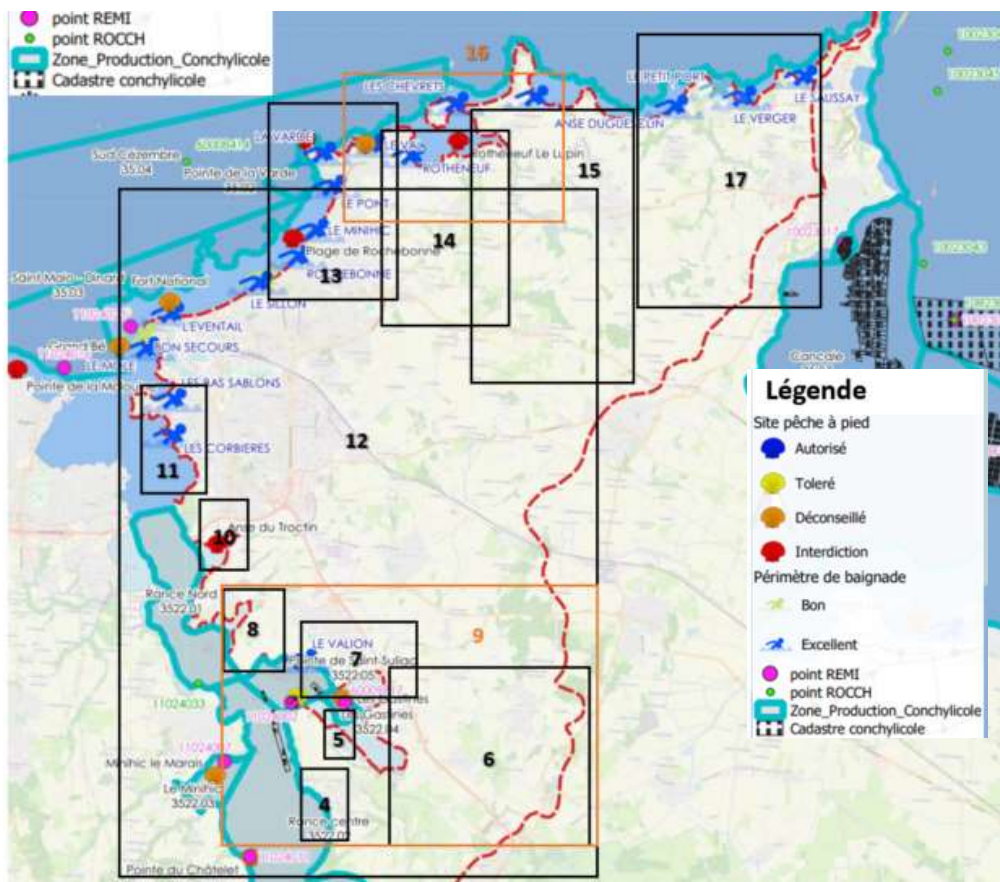 point REMI
point ROCCH
Zone_Production_Conchylicole
Cadastre conchylicole
16
LES CHEVRETS
LE PETIT PORT
LE SAUSSAY
LE VERGER
ANSE DUGUESCLIN
LA VARDE
Sud Cézembre
35.04
Pointe de la Varde
LE VAL
ROTHENEUF
Rotheneuf Le Lupin
15
17
LE PONT
LE MINIHIC
Plage de Rochebonne
14
13
ROCHEBONNE
LE SILLON
Saint Malo - Dinard
35.03
Fort National
L'EVENTAIL
Grand Bé
BON SECOURS
LE MOLE
LES BAS SABLONS
Cancale
12
LES CORBIERES
11
Anse du Troctin
10
Rance Nord
3522.01
8
9
LE VALION
7
Pointe de Saint-Suliac
3522.05
11024033
Les Gastines
3522.04
5
6
Minihic le Marais
Le Minihic
3522.03
4
Rance centre
3522.02
Pointe du Châtelet
Légende
Site pêche à pied
Autorisé
Toleré
Déconseillé
Interdiction
Périmètre de baignade
Bon
Excellent
point REMI
point ROCCH
Zone_Production_Conchylicole
Cadastre conchylicole